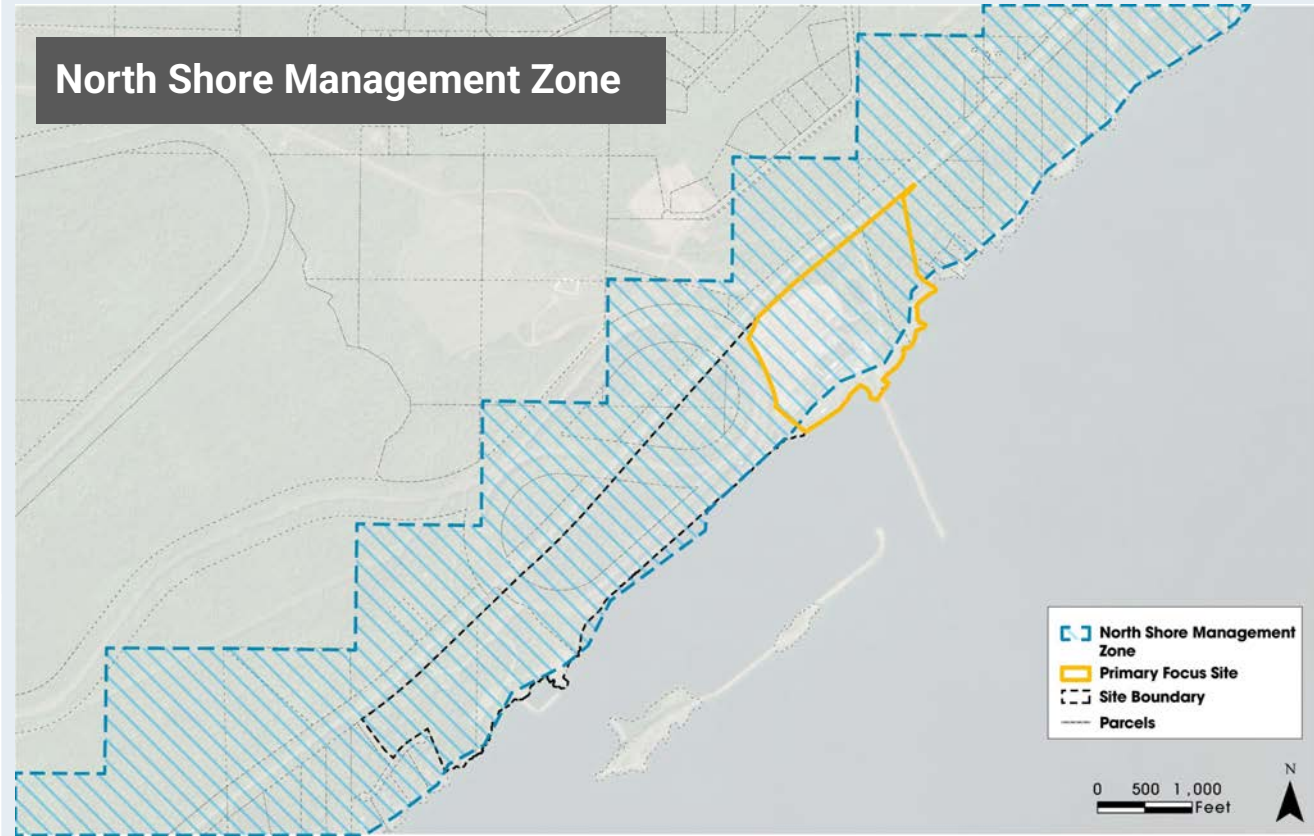 North Shore Management Zone
North Shore Management
Zone
Primary Focus Site
Site Boundary
Parcels
N
0 500 1,000
Feet